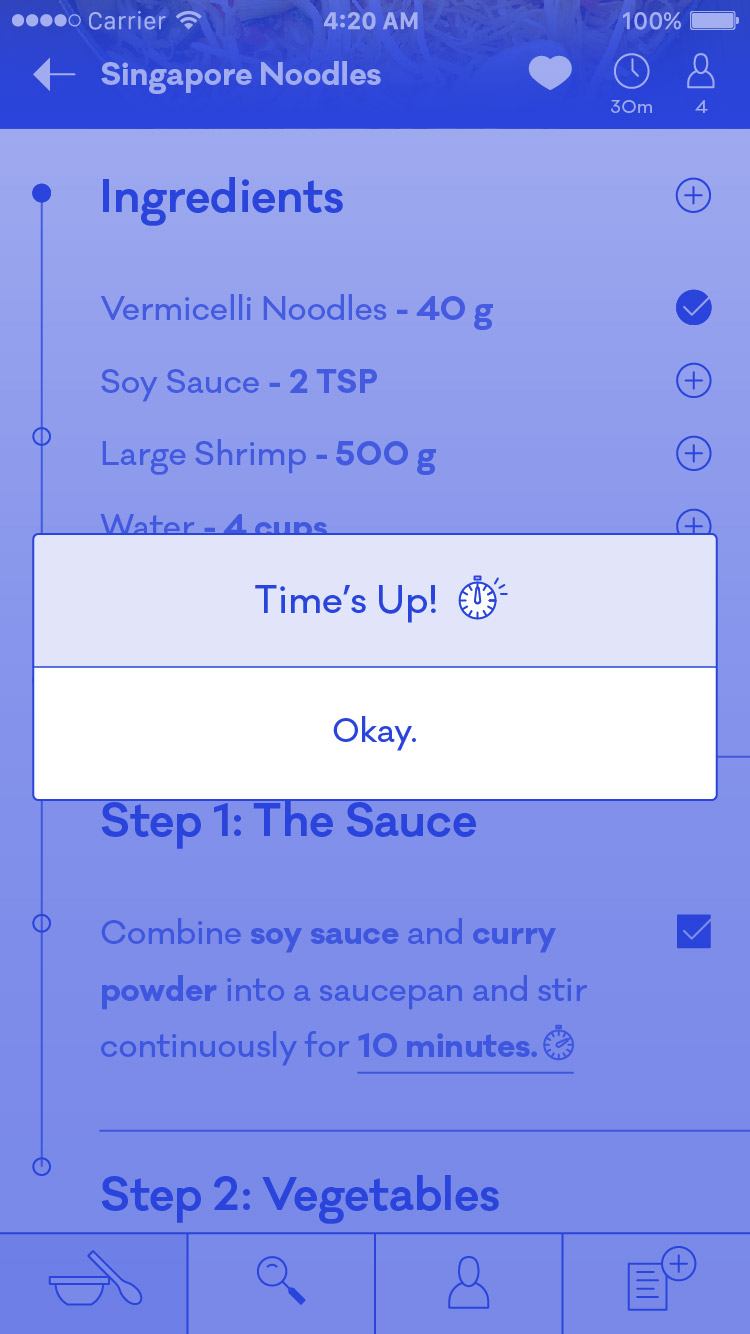 Carrier 4:20 AM 100%
Singapore Noodles
30m 4
Ingredients
Vermicelli Noodles - 40 g
Soy Sauce - 2 TSP
Large Shrimp - 500 g
Water - 4 cups
Time’s Up!
Okay.
Step 1: The Sauce
Combine soy sauce and curry
powder into a saucepan and stir
continuously for 10 minutes.
Step 2: Vegetables